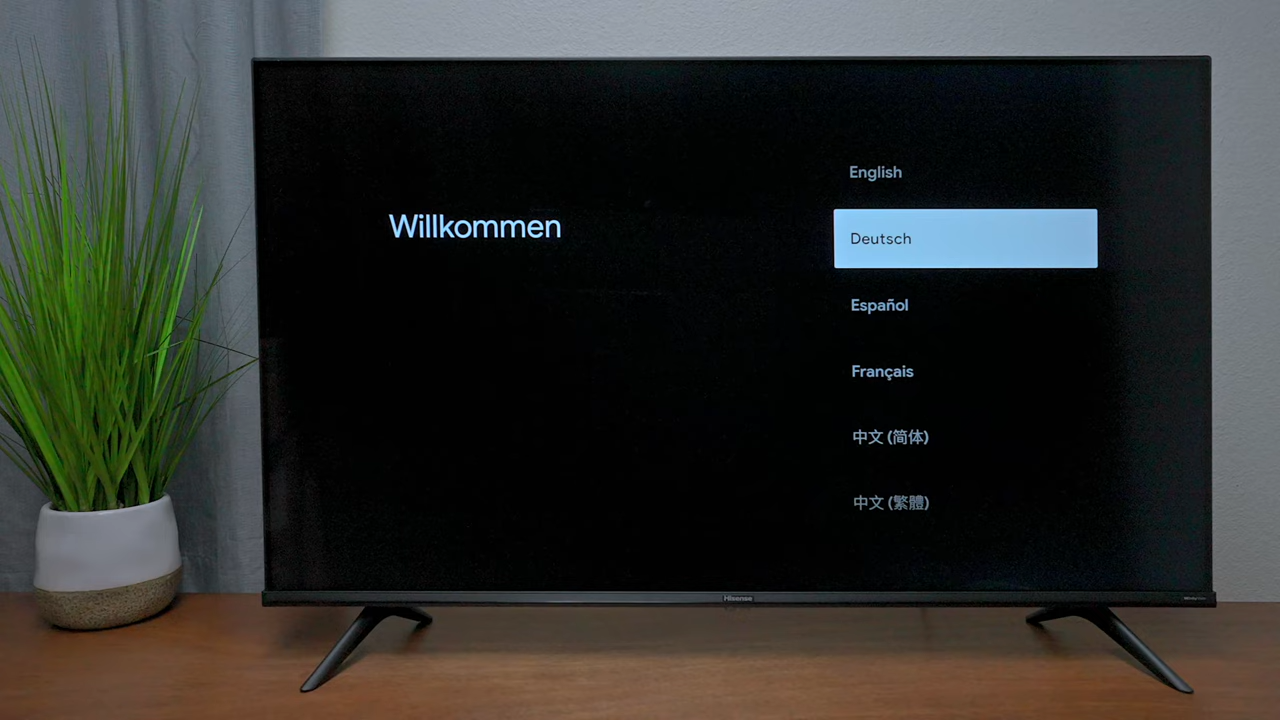 Willkommen
English
Deutsch
Español
Français
中文 (简体)
中文 (繁體)
Hisense